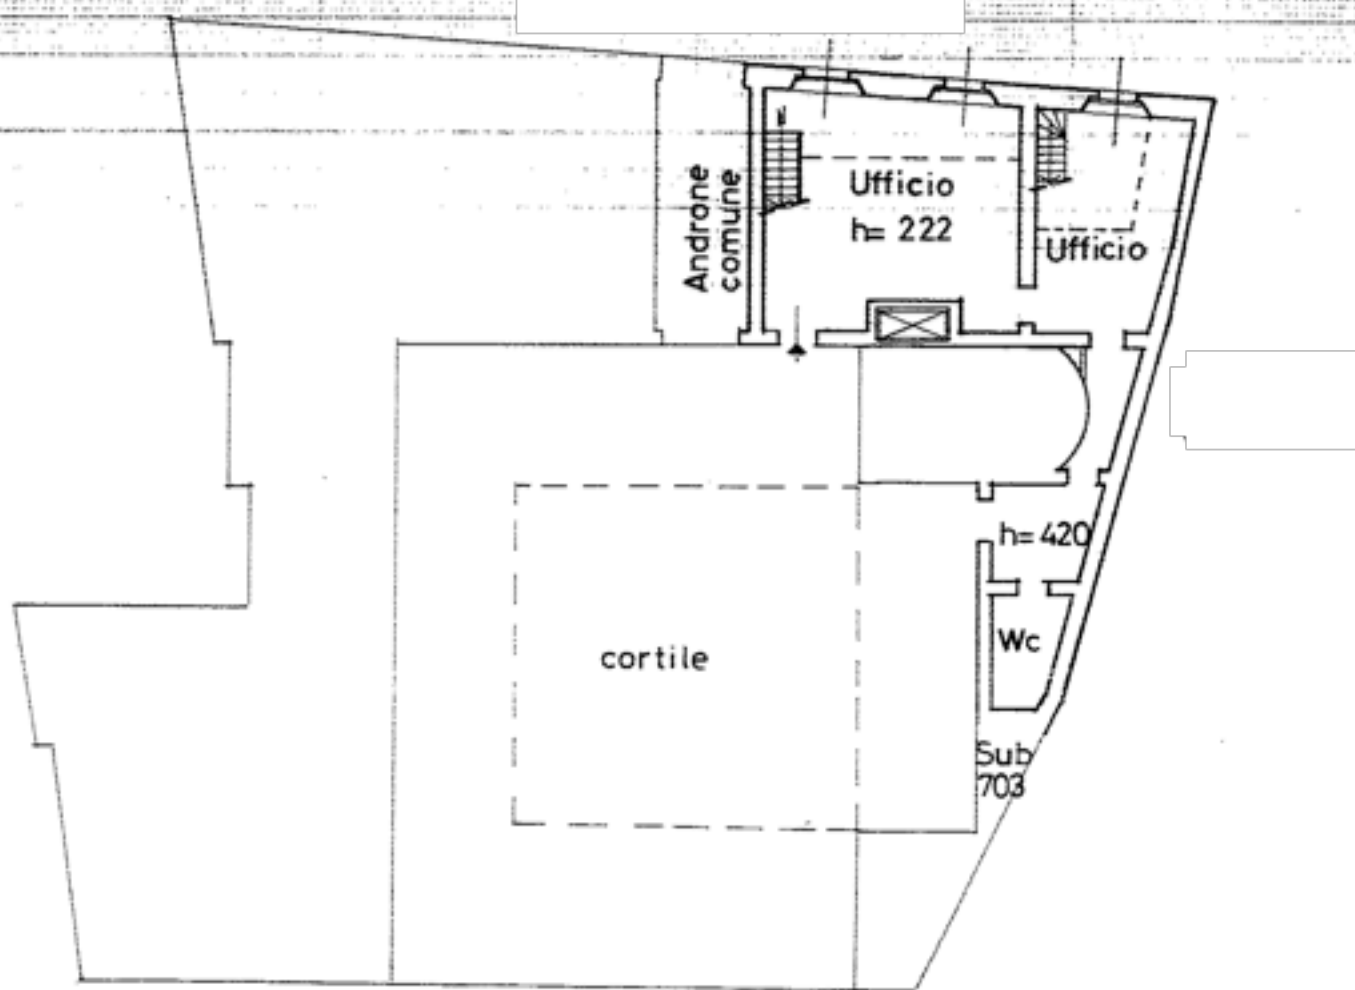 Androne
comune
Ufficio
h= 222
Ufficio
h= 420
cortile
Wc
Sub
703